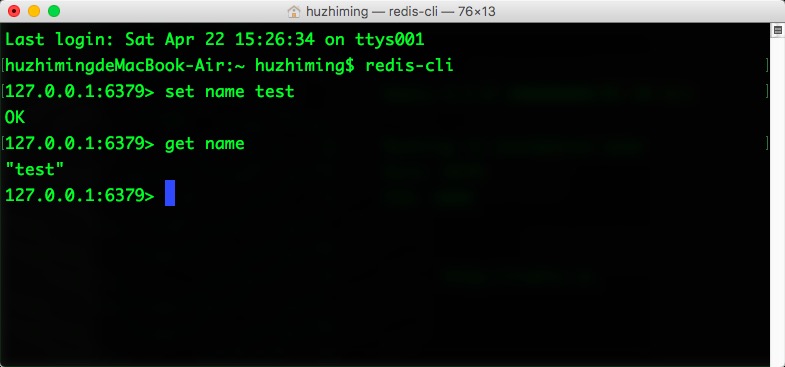 huzhiming — redis-cli — 76×13
Last login: Sat Apr 22 15:26:34 on ttys001
[huzhimingdeMacBook-Air:~ huzhiming$ redis-cli ]
[127.0.0.1:6379> set name test ]
OK
[127.0.0.1:6379> get name ]
"test"
127.0.0.1:6379>